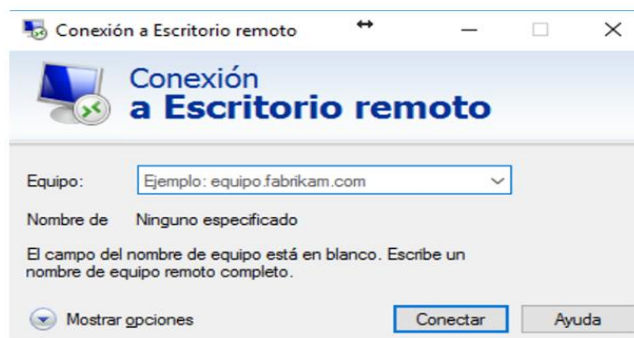 Conexión a Escritorio remoto
Conexión
a Escritorio remoto
Equipo: Ejemplo: equipo.fabrikam.com
Nombre de Ninguno especificado
El campo del nombre de equipo está en blanco. Escribe un
nombre de equipo remoto completo.
Mostrar opciones Conectar Ayuda